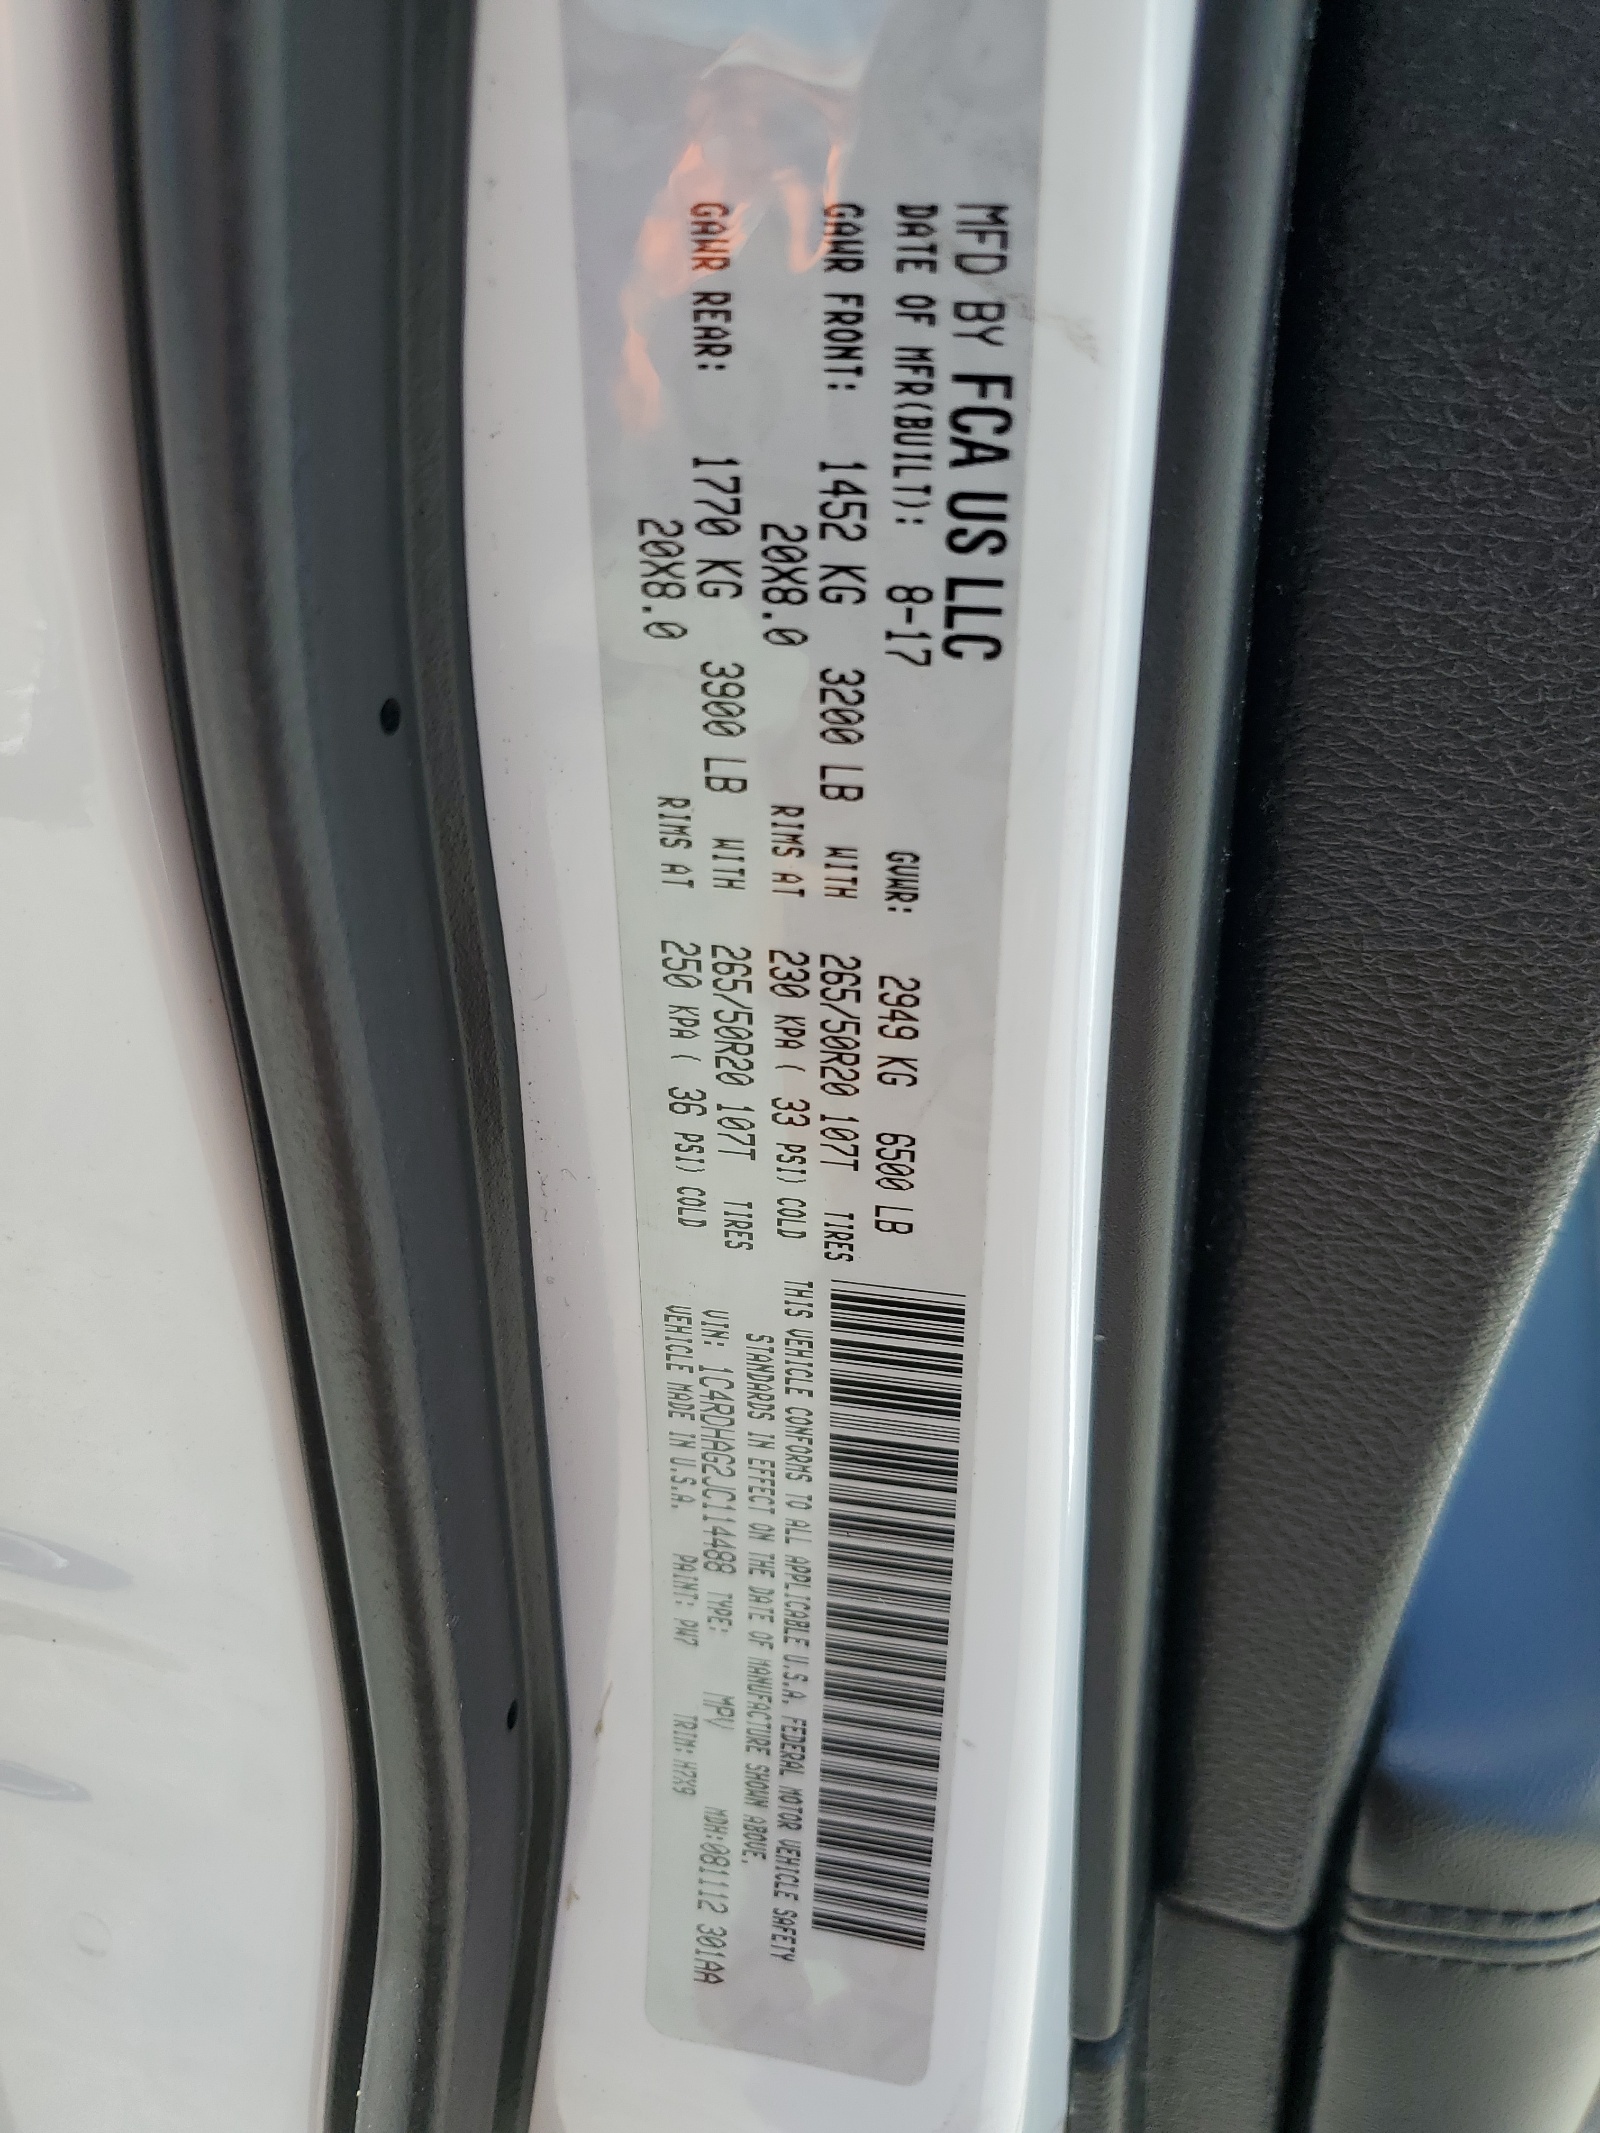 MFD BY FCA US LLC
DATE OF MFR(BUILT): 8-17 GVWR: 2949 KG 6500 LB
GAWR FRONT: 1452 KG 3200 LB WITH 265/50R20 107T TIRES
20X8.0 RIMS AT 230 KPA ( 33 PSI) COLD
GAWR REAR: 1770 KG 3900 LB WITH 265/50R20 107T TIRES
20X8.0 RIMS AT 250 KPA ( 36 PSI) COLD
THIS VEHICLE CONFORMS TO ALL APPLICABLE U.S.A. FEDERAL MOTOR VEHICLE SAFETY
STANDARDS IN EFFECT ON THE DATE OF MANUFACTURE SHOWN ABOVE.
VIN: 1C4RDHAG2JC114488 TYPE: MPV MDH:081112 301AA
VEHICLE MADE IN U.S.A. PAINT: PW7 TRIM:H7X9